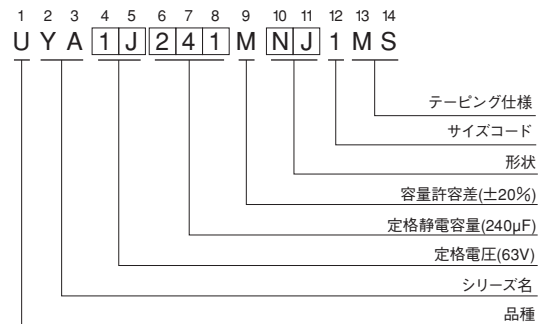 1 2 3 4 5 6 7 8 9 10 11 12 13 14
U Y A 1 J 2 4 1 M N J 1 M S
テーピング仕様
サイズコード
形状
容量許容差(±20%)
定格静電容量(240µF)
定格電圧(63V)
シリーズ名
品種